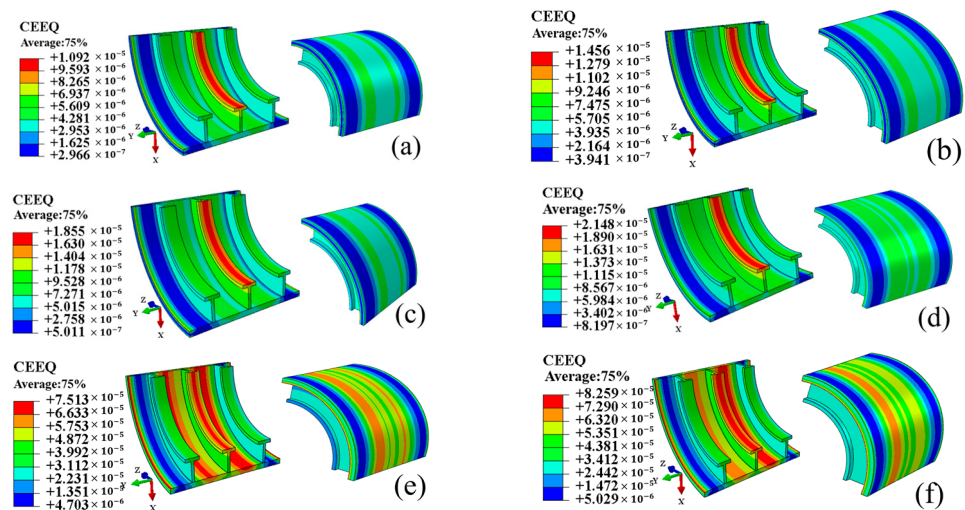 CEEQ
Average:75%
+1.092 × 10⁻⁵
+9.593 × 10⁻⁶
+8.265 × 10⁻⁶
+6.937 × 10⁻⁶
+5.609 × 10⁻⁶
+4.281 × 10⁻⁶
+2.953 × 10⁻⁶
+1.625 × 10⁻⁶
+2.966 × 10⁻⁷
Z
Y
X
(a)
CEEQ
Average:75%
+1.456 × 10⁻⁵
+1.279 × 10⁻⁵
+1.102 × 10⁻⁵
+9.246 × 10⁻⁶
+7.475 × 10⁻⁶
+5.705 × 10⁻⁶
+3.935 × 10⁻⁶
+2.164 × 10⁻⁶
+3.941 × 10⁻⁷
Z
Y
X
(b)
CEEQ
Average:75%
+1.855 × 10⁻⁵
+1.630 × 10⁻⁵
+1.404 × 10⁻⁵
+1.178 × 10⁻⁵
+9.528 × 10⁻⁶
+7.271 × 10⁻⁶
+5.015 × 10⁻⁶
+2.758 × 10⁻⁶
+5.011 × 10⁻⁷
Z
Y
X
(c)
CEEQ
Average:75%
+2.148 × 10⁻⁵
+1.890 × 10⁻⁵
+1.631 × 10⁻⁵
+1.373 × 10⁻⁵
+1.115 × 10⁻⁵
+8.567 × 10⁻⁶
+5.984 × 10⁻⁶
+3.402 × 10⁻⁶
+8.197 × 10⁻⁷
Z
Y
X
(d)
CEEQ
Average:75%
+7.513 × 10⁻⁵
+6.633 × 10⁻⁵
+5.753 × 10⁻⁵
+4.872 × 10⁻⁵
+3.992 × 10⁻⁵
+3.112 × 10⁻⁵
+2.231 × 10⁻⁵
+1.351 × 10⁻⁵
+4.703 × 10⁻⁶
Z
Y
X
(e)
CEEQ
Average:75%
+8.259 × 10⁻⁵
+7.290 × 10⁻⁵
+6.320 × 10⁻⁵
+5.351 × 10⁻⁵
+4.381 × 10⁻⁵
+3.412 × 10⁻⁵
+2.442 × 10⁻⁵
+1.472 × 10⁻⁵
+5.029 × 10⁻⁶
Z
Y
X
(f)